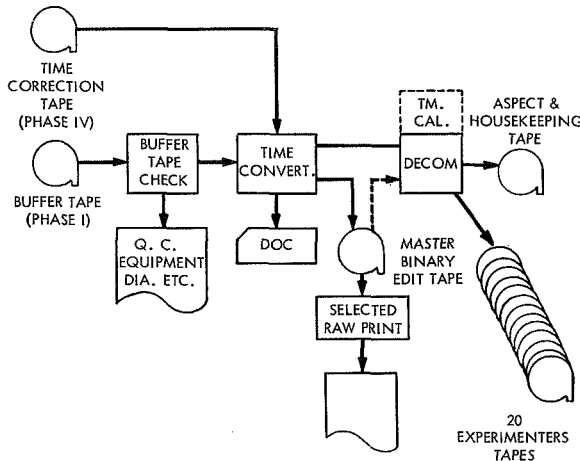 TIME
CORRECTION
TAPE
(PHASE IV)
BUFFER TAPE
(PHASE I)
BUFFER
TAPE
CHECK
Q. C.
EQUIPMENT
DIA. ETC.
TIME
CONVERT.
DOC
TM.
CAL.
DECOM
ASPECT &
HOUSEKEEPING
TAPE
MASTER
BINARY
EDIT TAPE
SELECTED
RAW PRINT
20
EXPERIMENTERS
TAPES